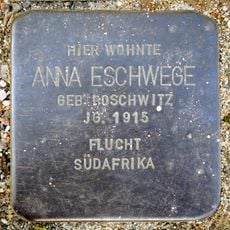 HIER WOHNTE
ANNA ESCHWEGE
GEB. BOSCHWITZ
JG. 1915
FLUCHT
SÜDAFRIKA